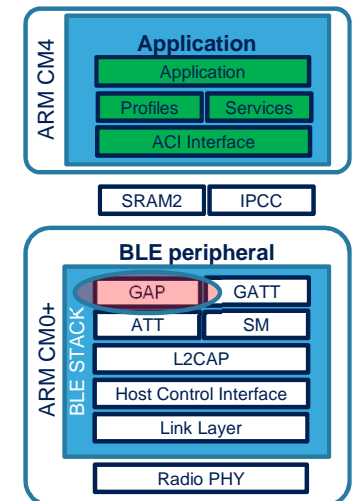 ARM CM4
Application
Application
Profiles Services
ACI Interface
SRAM2 IPCC
ARM CM0+
BLE peripheral
BLE STACK
GAP GATT
ATT SM
L2CAP
Host Control Interface
Link Layer
Radio PHY